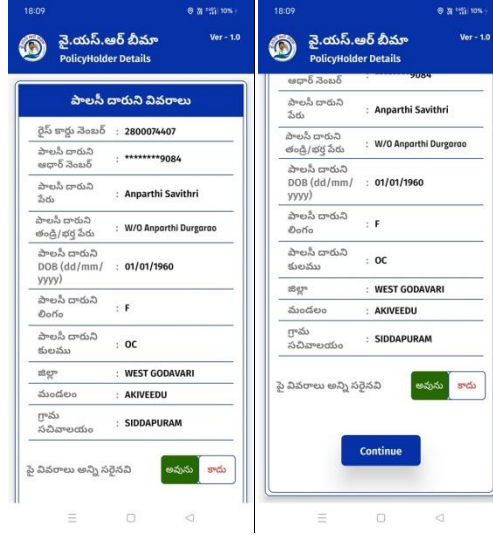 18:09
10%
వై.యస్.ఆర్ బీమా
Ver - 1.0
PolicyHolder Details
పాలసీ దారుని వివరాలు
రైస్ కార్డు నెంబర్ : 2800074407
పాలసీ దారుని
ఆధార్ నెంబర్ : ********9084
పాలసీ దారుని
పేరు : Anparthi Savithri
పాలసీ దారుని
తండ్రి/భర్త పేరు : W/O Anparthi Durgarao
పాలసీ దారుని
DOB (dd/mm/ : 01/01/1960
yyyy)
పాలసీ దారుని
లింగం : F
పాలసీ దారుని
కులము : OC
జిల్లా : WEST GODAVARI
మండలం : AKIVEEDU
గ్రామ
సచివాలయం : SIDDAPURAM
పై వివరాలు అన్ని సరైనవి అవును కాదు
18:09
10%
వై.యస్.ఆర్ బీమా
Ver - 1.0
PolicyHolder Details
ఆధార్ నెంబర్ : ********9084
పాలసీ దారుని
పేరు : Anparthi Savithri
పాలసీ దారుని
తండ్రి/భర్త పేరు : W/O Anparthi Durgarao
పాలసీ దారుని
DOB (dd/mm/ : 01/01/1960
yyyy)
పాలసీ దారుని
లింగం : F
పాలసీ దారుని
కులము : OC
జిల్లా : WEST GODAVARI
మండలం : AKIVEEDU
గ్రామ
సచివాలయం : SIDDAPURAM
పై వివరాలు అన్ని సరైనవి అవును కాదు
Continue